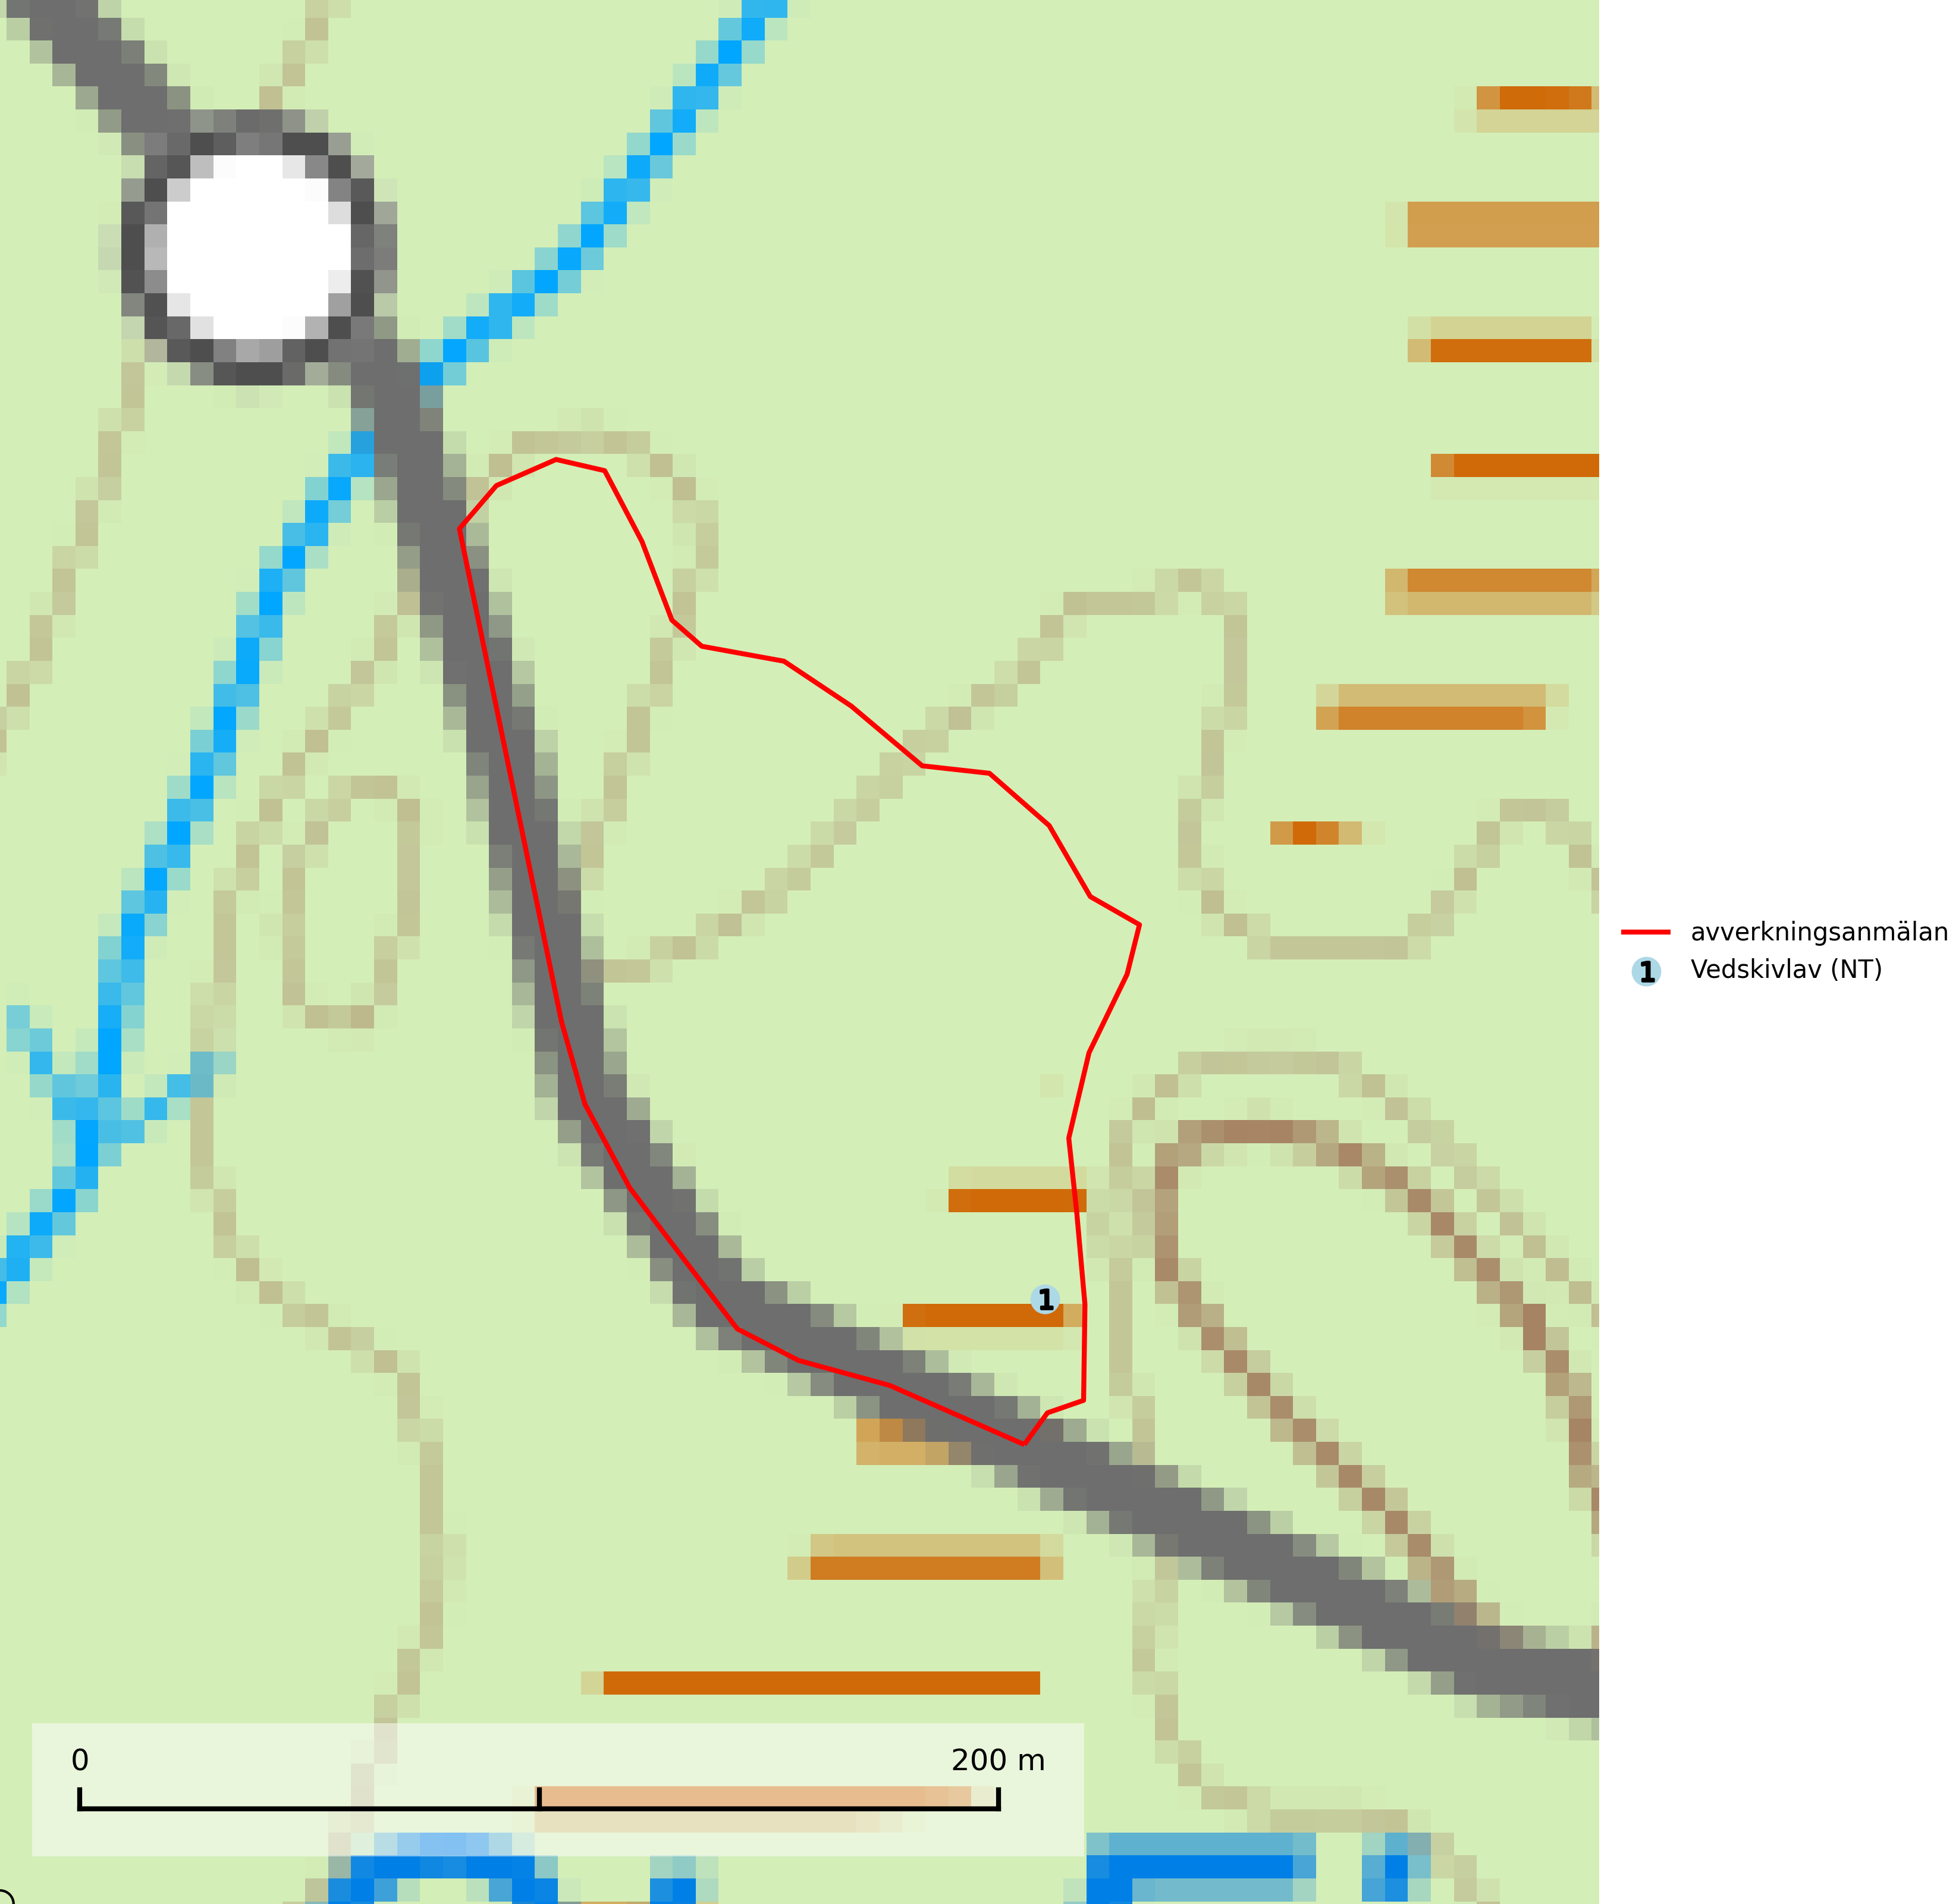 1
avverkningsanmälan
1 Vedskivlav (NT)
0 200 m